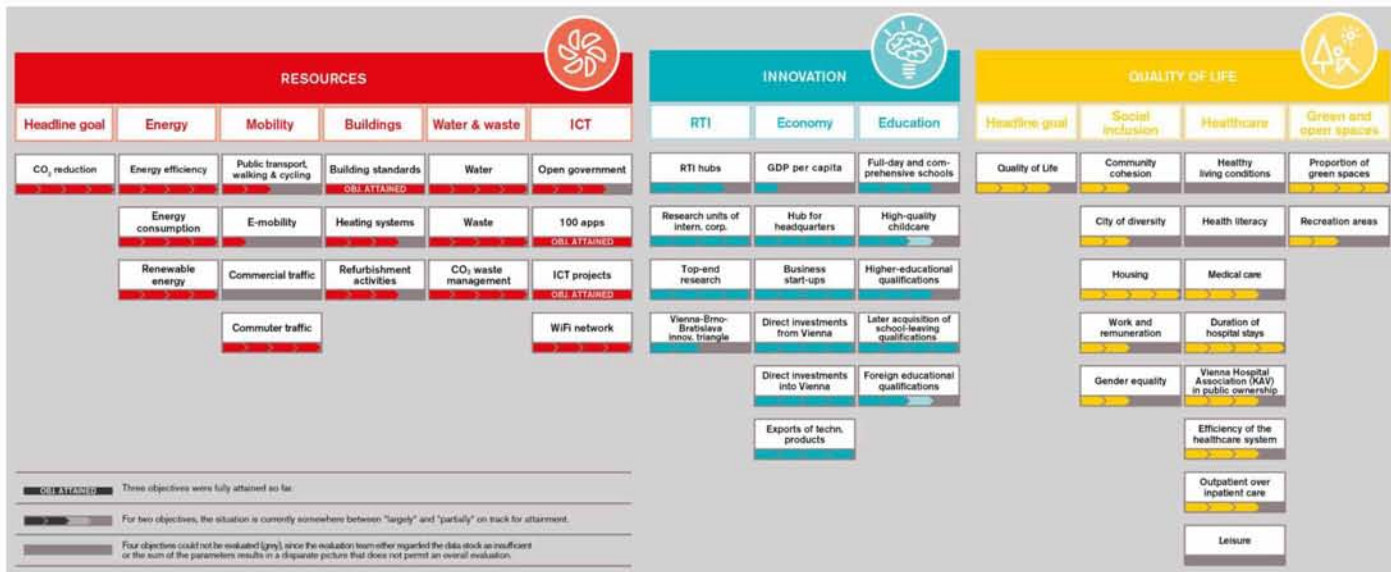 RESOURCES
INNOVATION
QUALITY OF LIFE
Headline goal
Energy
Mobility
Buildings
Water & waste
ICT
RTI
Economy
Education
Headline goal
Social
inclusion
Healthcare
Green and
open spaces
CO₂ reduction
Energy efficiency
Public transport,
walking & cycling
Building standards
OBJ. ATTAINED
Water
Open government
RTI hubs
GDP per capita
Full-day and com-
prehensive schools
Quality of Life
Community
cohesion
Healthy
living conditions
Proportion of
green spaces
Energy
consumption
E-mobility
Heating systems
Waste
100 apps
OBJ. ATTAINED
Research units of
intern. corp.
Hub for
headquarters
High-quality
childcare
City of diversity
Health literacy
Recreation areas
Renewable
energy
Commercial traffic
Refurbishment
activities
CO₂ waste
management
ICT projects
OBJ. ATTAINED
Top-end
research
Business
start-ups
Higher-educational
qualifications
Housing
Medical care
Commuter traffic
WiFi network
Vienna-Brno-
Bratislava
innov. triangle
Direct investments
from Vienna
Later acquisition of
school-leaving
qualifications
Work and
remuneration
Duration of
hospital stays
Direct investments
into Vienna
Foreign educational
qualifications
Gender equality
Vienna Hospital
Association (KAV)
in public ownership
Exports of techn.
products
Efficiency of the
healthcare system
Outpatient over
inpatient care
Leisure
OBJ. ATTAINED
Three objectives were fully attained so far.
For two objectives, the situation is currently somewhere between "largely" and "partially" on track for attainment.
Four objectives could not be evaluated (grey), since the evaluation team either regarded the data stock as insufficient
or the sum of the parameters results in a disparate picture that does not permit an overall evaluation.